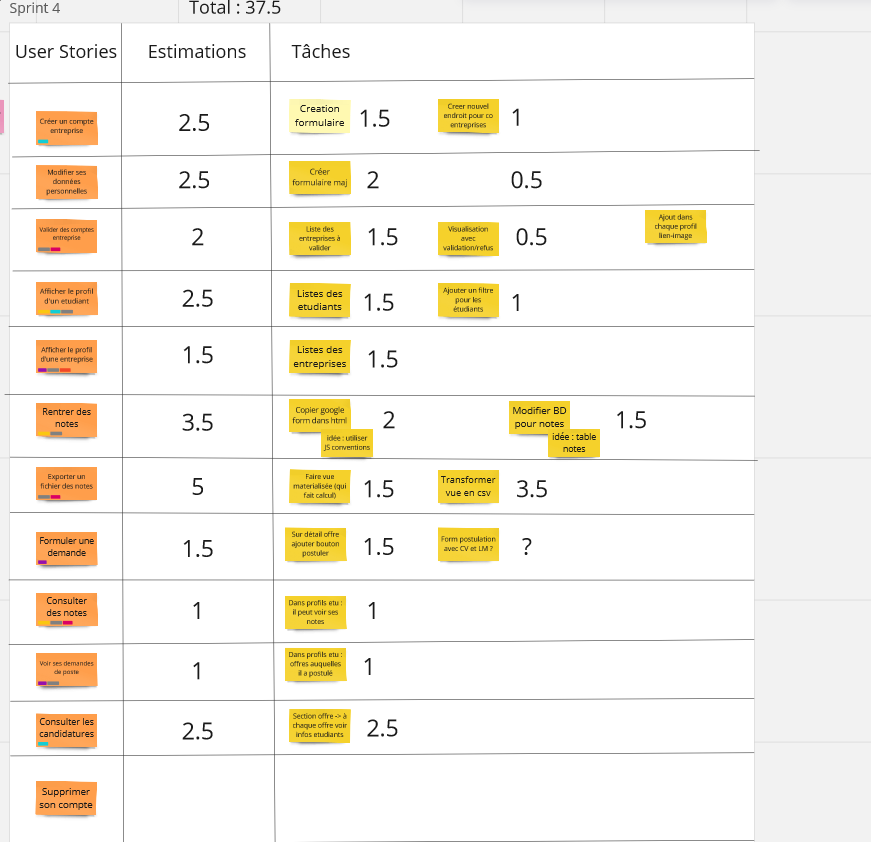 Sprint 4
Total : 37.5
User Stories
Estimations
Tâches
Créer un compte
entreprise
2.5
Creation
formulaire
1.5
Creer nouvel
endroit pour co
entreprises
1
Modifier ses
données
personnelles
2.5
Créer
formulaire maj
2
0.5
Valider des comptes
entreprise
2
Liste des
entreprises à
valider
1.5
Visualisation
avec
validation/refus
0.5
Ajout dans
chaque profil
lien-image
Afficher le profil
d'un etudiant
2.5
Listes des
etudiants
1.5
Ajouter un filtre
pour les
étudiants
1
Afficher le profil
d'une entreprise
1.5
Listes des
entreprises
1.5
Rentrer des
notes
3.5
Copier google
form dans html
idée : utiliser
JS conventions
2
Modifier BD
pour notes
idée : table
notes
1.5
Exporter un
fichier des notes
5
Faire vue
materialisée (qui
fait calcul)
1.5
Transformer
vue en csv
3.5
Formuler une
demande
1.5
Sur détail offre
ajouter bouton
postuler
1.5
Form postulation
avec CV et LM ?
?
Consulter
des notes
1
Dans profils etu :
il peut voir ses
notes
1
Voir ses demandes
de poste
1
Dans profils etu :
offres auquelles
il a postulé
1
Consulter les
candidatures
2.5
Section offre -> à
chaque offre voir
infos etudiants
2.5
Supprimer
son compte